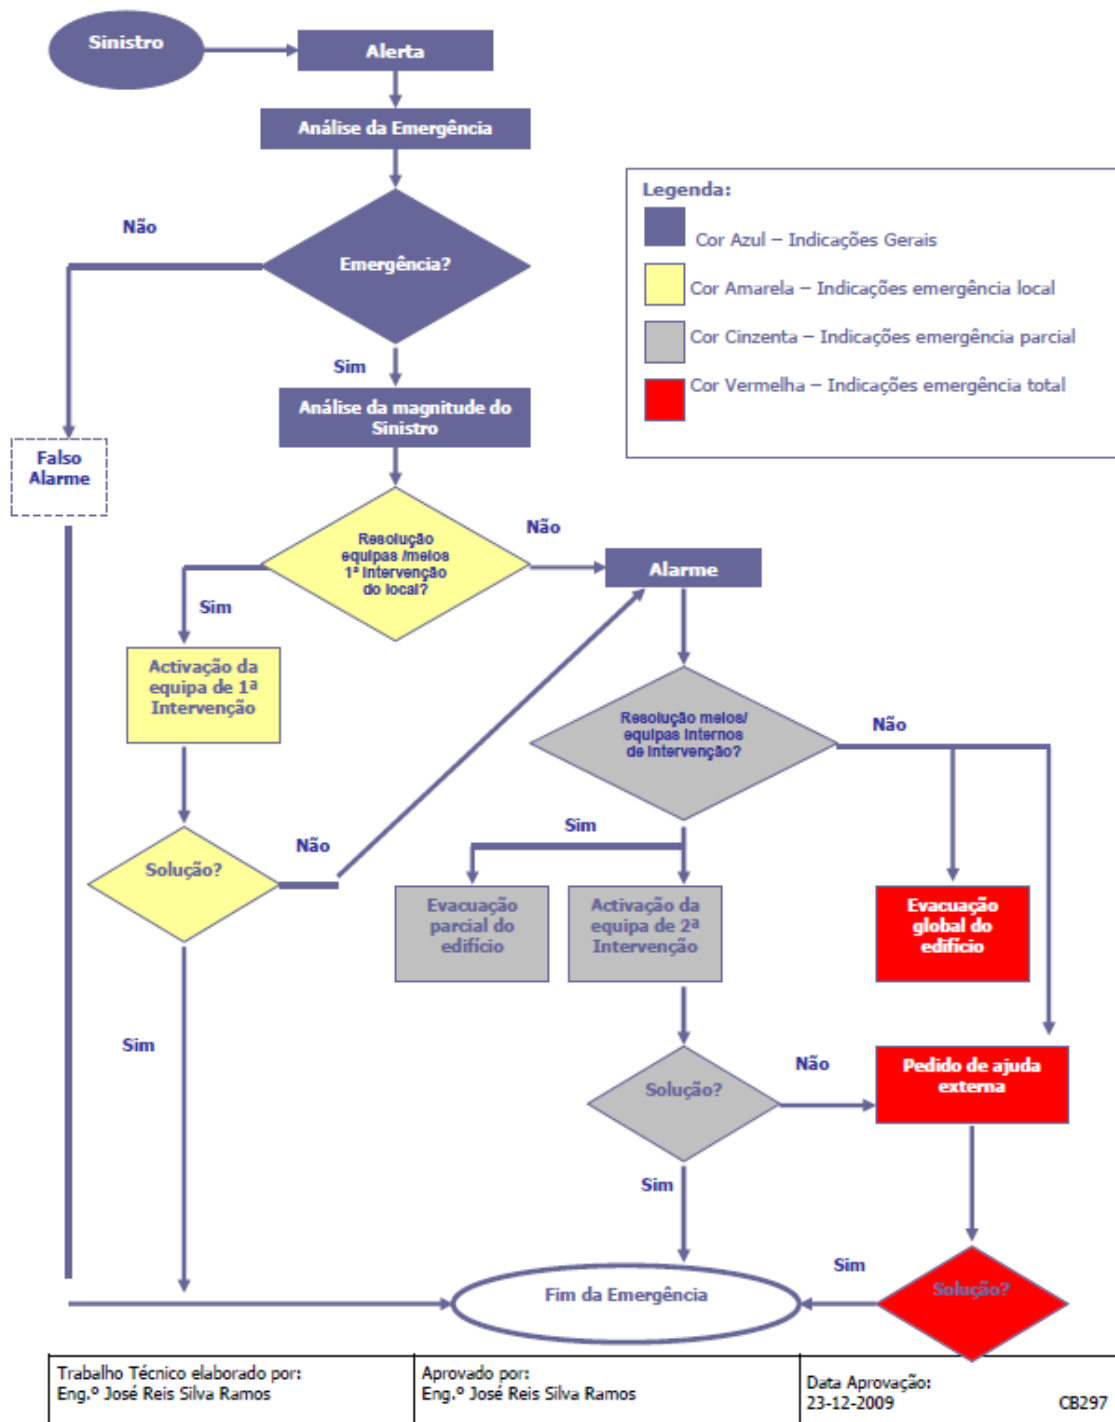 Sinistro
Alerta
Análise da Emergência
Não
Emergência?
Legenda:
Cor Azul – Indicações Gerais
Cor Amarela – Indicações emergência local
Cor Cinzenta – Indicações emergência parcial
Cor Vermelha – Indicações emergência total
Sim
Análise da magnitude do
Sinistro
Falso
Alarme
Resolução
equipas /meios
1ª Intervenção
do local?
Não
Alarme
Sim
Activação da
equipa de 1ª
Intervenção
Resolução meios/
equipas internos
de intervenção?
Não
Sim
Solução?
Não
Evacuação
parcial do
edifício
Activação da
equipa de 2ª
Intervenção
Evacuação
global do
edifício
Sim
Solução?
Não
Pedido de ajuda
externa
Sim
Sim
Solução?
Fim da Emergência
Trabalho Técnico elaborado por:
Eng.º José Reis Silva Ramos
Aprovado por:
Eng.º José Reis Silva Ramos
Data Aprovação:
23-12-2009
CB297